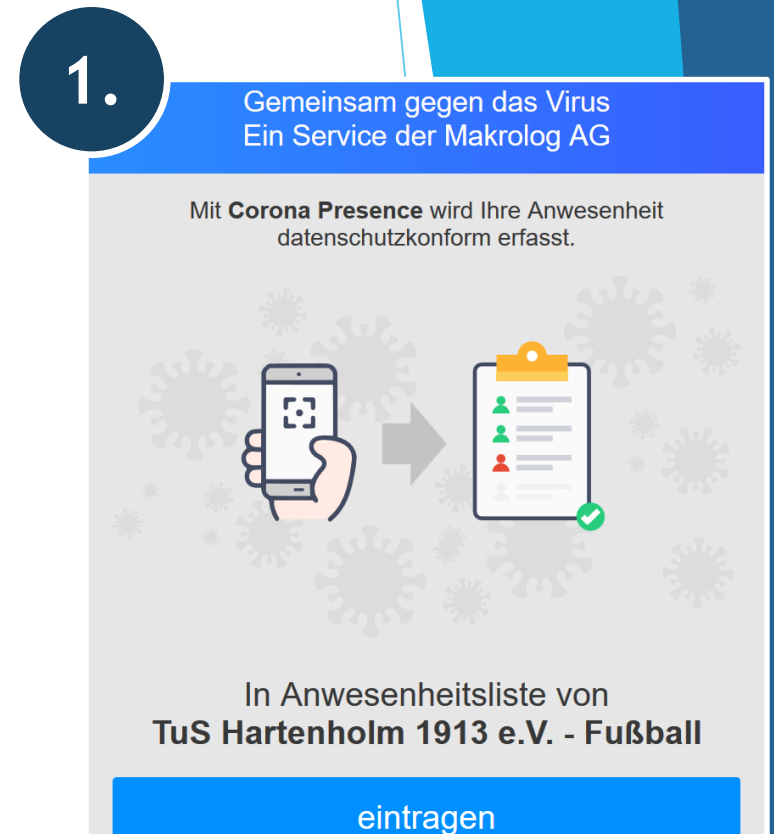 1.
Gemeinsam gegen das Virus
Ein Service der Makrolog AG
Mit Corona Presence wird Ihre Anwesenheit
datenschutzkonform erfasst.
In Anwesenheitsliste von
TuS Hartenholm 1913 e.V. - Fußball
eintragen